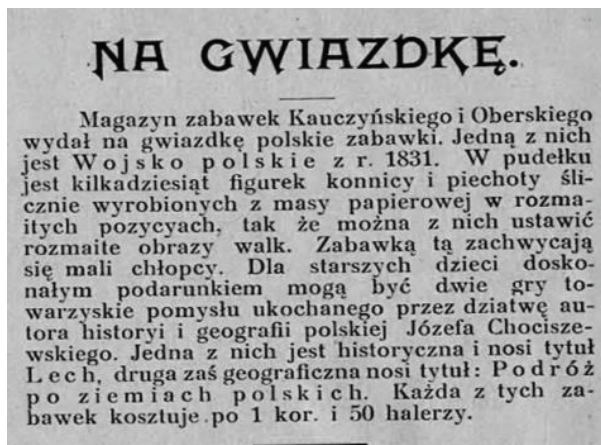 NA GWIAZDKĘ.
Magazyn zabawek Kauczyńskiego i Oberskiego
wydał na gwiazdkę polskie zabawki. Jedną z nich
jest Wojsko polskie z r. 1831. W pudełku
jest kilkadziesiąt figurek konnicy i piechoty śli-
cznie wyrobionych z masy papierowej w rozma-
itych pozycyach, tak że można z nich ustawić
rozmaite obrazy walk. Zabawką tą zachwycają
się mali chłopcy. Dla starszych dzieci dosko-
nałym podarunkiem mogą być dwie gry to-
warzyskie pomysłu ukochanego przez dziatwę au-
tora historyi i geografii polskiej Józefa Chocisze-
wskiego. Jedna z nich jest historyczna i nosi tytuł
Lech, druga zaś geograficzna nosi tytuł: Podróż
po ziemiach polskich. Każda z tych za-
bawek kosztuje po 1 kor. i 50 halerzy.